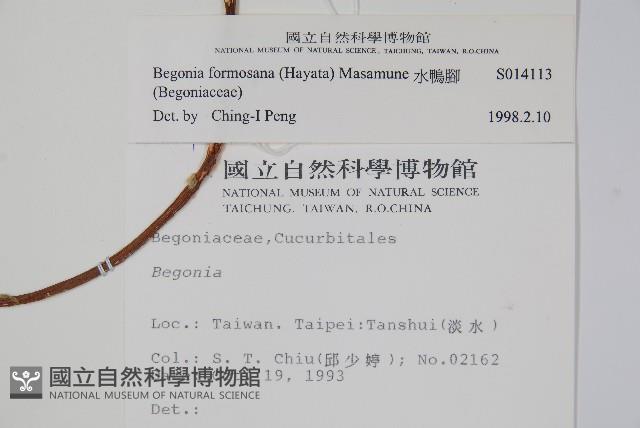 國立自然科學博物館
NATIONAL MUSEUM OF NATURAL SCIENCE, TAICHUNG, TAIWAN, R.O.CHINA
Begonia formosana (Hayata) Masamune 水鴨腳 S014113
(Begoniaceae)
Det. by Ching-I Peng 1998.2.10
國立自然科學博物館
NATIONAL MUSEUM OF NATURAL SCIENCE
TAICHUNG, TAIWAN, R.O.CHINA
Begoniaceae,Cucurbitales
Begonia
Loc.: Taiwan. Taipei:Tanshui(淡水)
Col.: S. T. Chiu(邱少婷); No.02162
19, 1993
Det.:
國立自然科學博物館
NATIONAL MUSEUM OF NATURAL SCIENCE